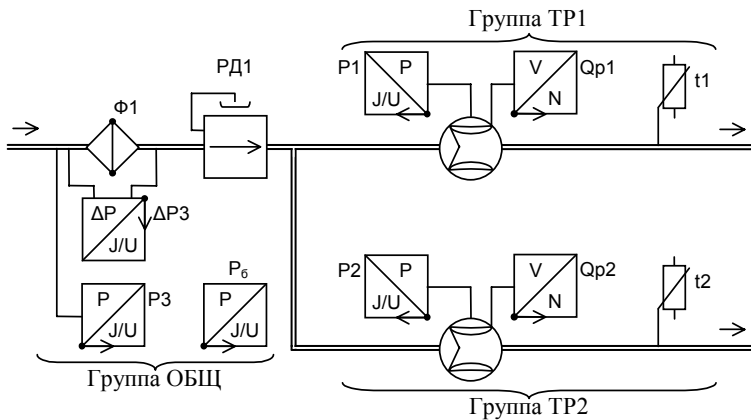 Группа ТР1
РД1
Ф1
P1
P
J/U
V
N
Qp1
t1
ΔP
J/U
ΔP3
P
J/U
P3
Pб
P
J/U
P2
P
J/U
V
N
Qp2
t2
Группа ОБЩ
Группа ТР2